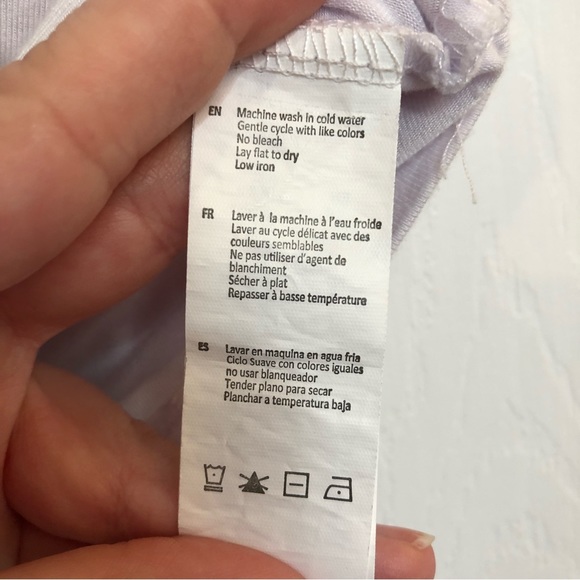 EN Machine wash in cold water
Gentle cycle with like colors
No bleach
Lay flat to dry
Low iron
FR Laver à la machine à l'eau froide
Laver au cycle délicat avec des
couleurs semblables
Ne pas utiliser d'agent de
blanchiment
Sécher à plat
Repasser à basse température
ES Lavar en maquina en agua fria
Ciclo Suave con colores iguales
no usar blanqueador
Tender plano para secar
Planchar a temperatura baja